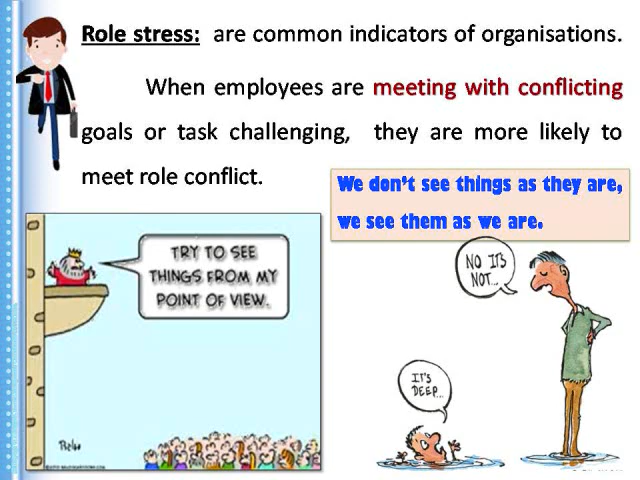 Role stress: are common indicators of organisations.
When employees are meeting with conflicting
goals or task challenging, they are more likely to
meet role conflict.
We don't see things as they are,
we see them as we are.
TRY TO SEE
THINGS FROM MY
POINT OF VIEW.
NO IT'S
NOT...
IT'S
DEEP...